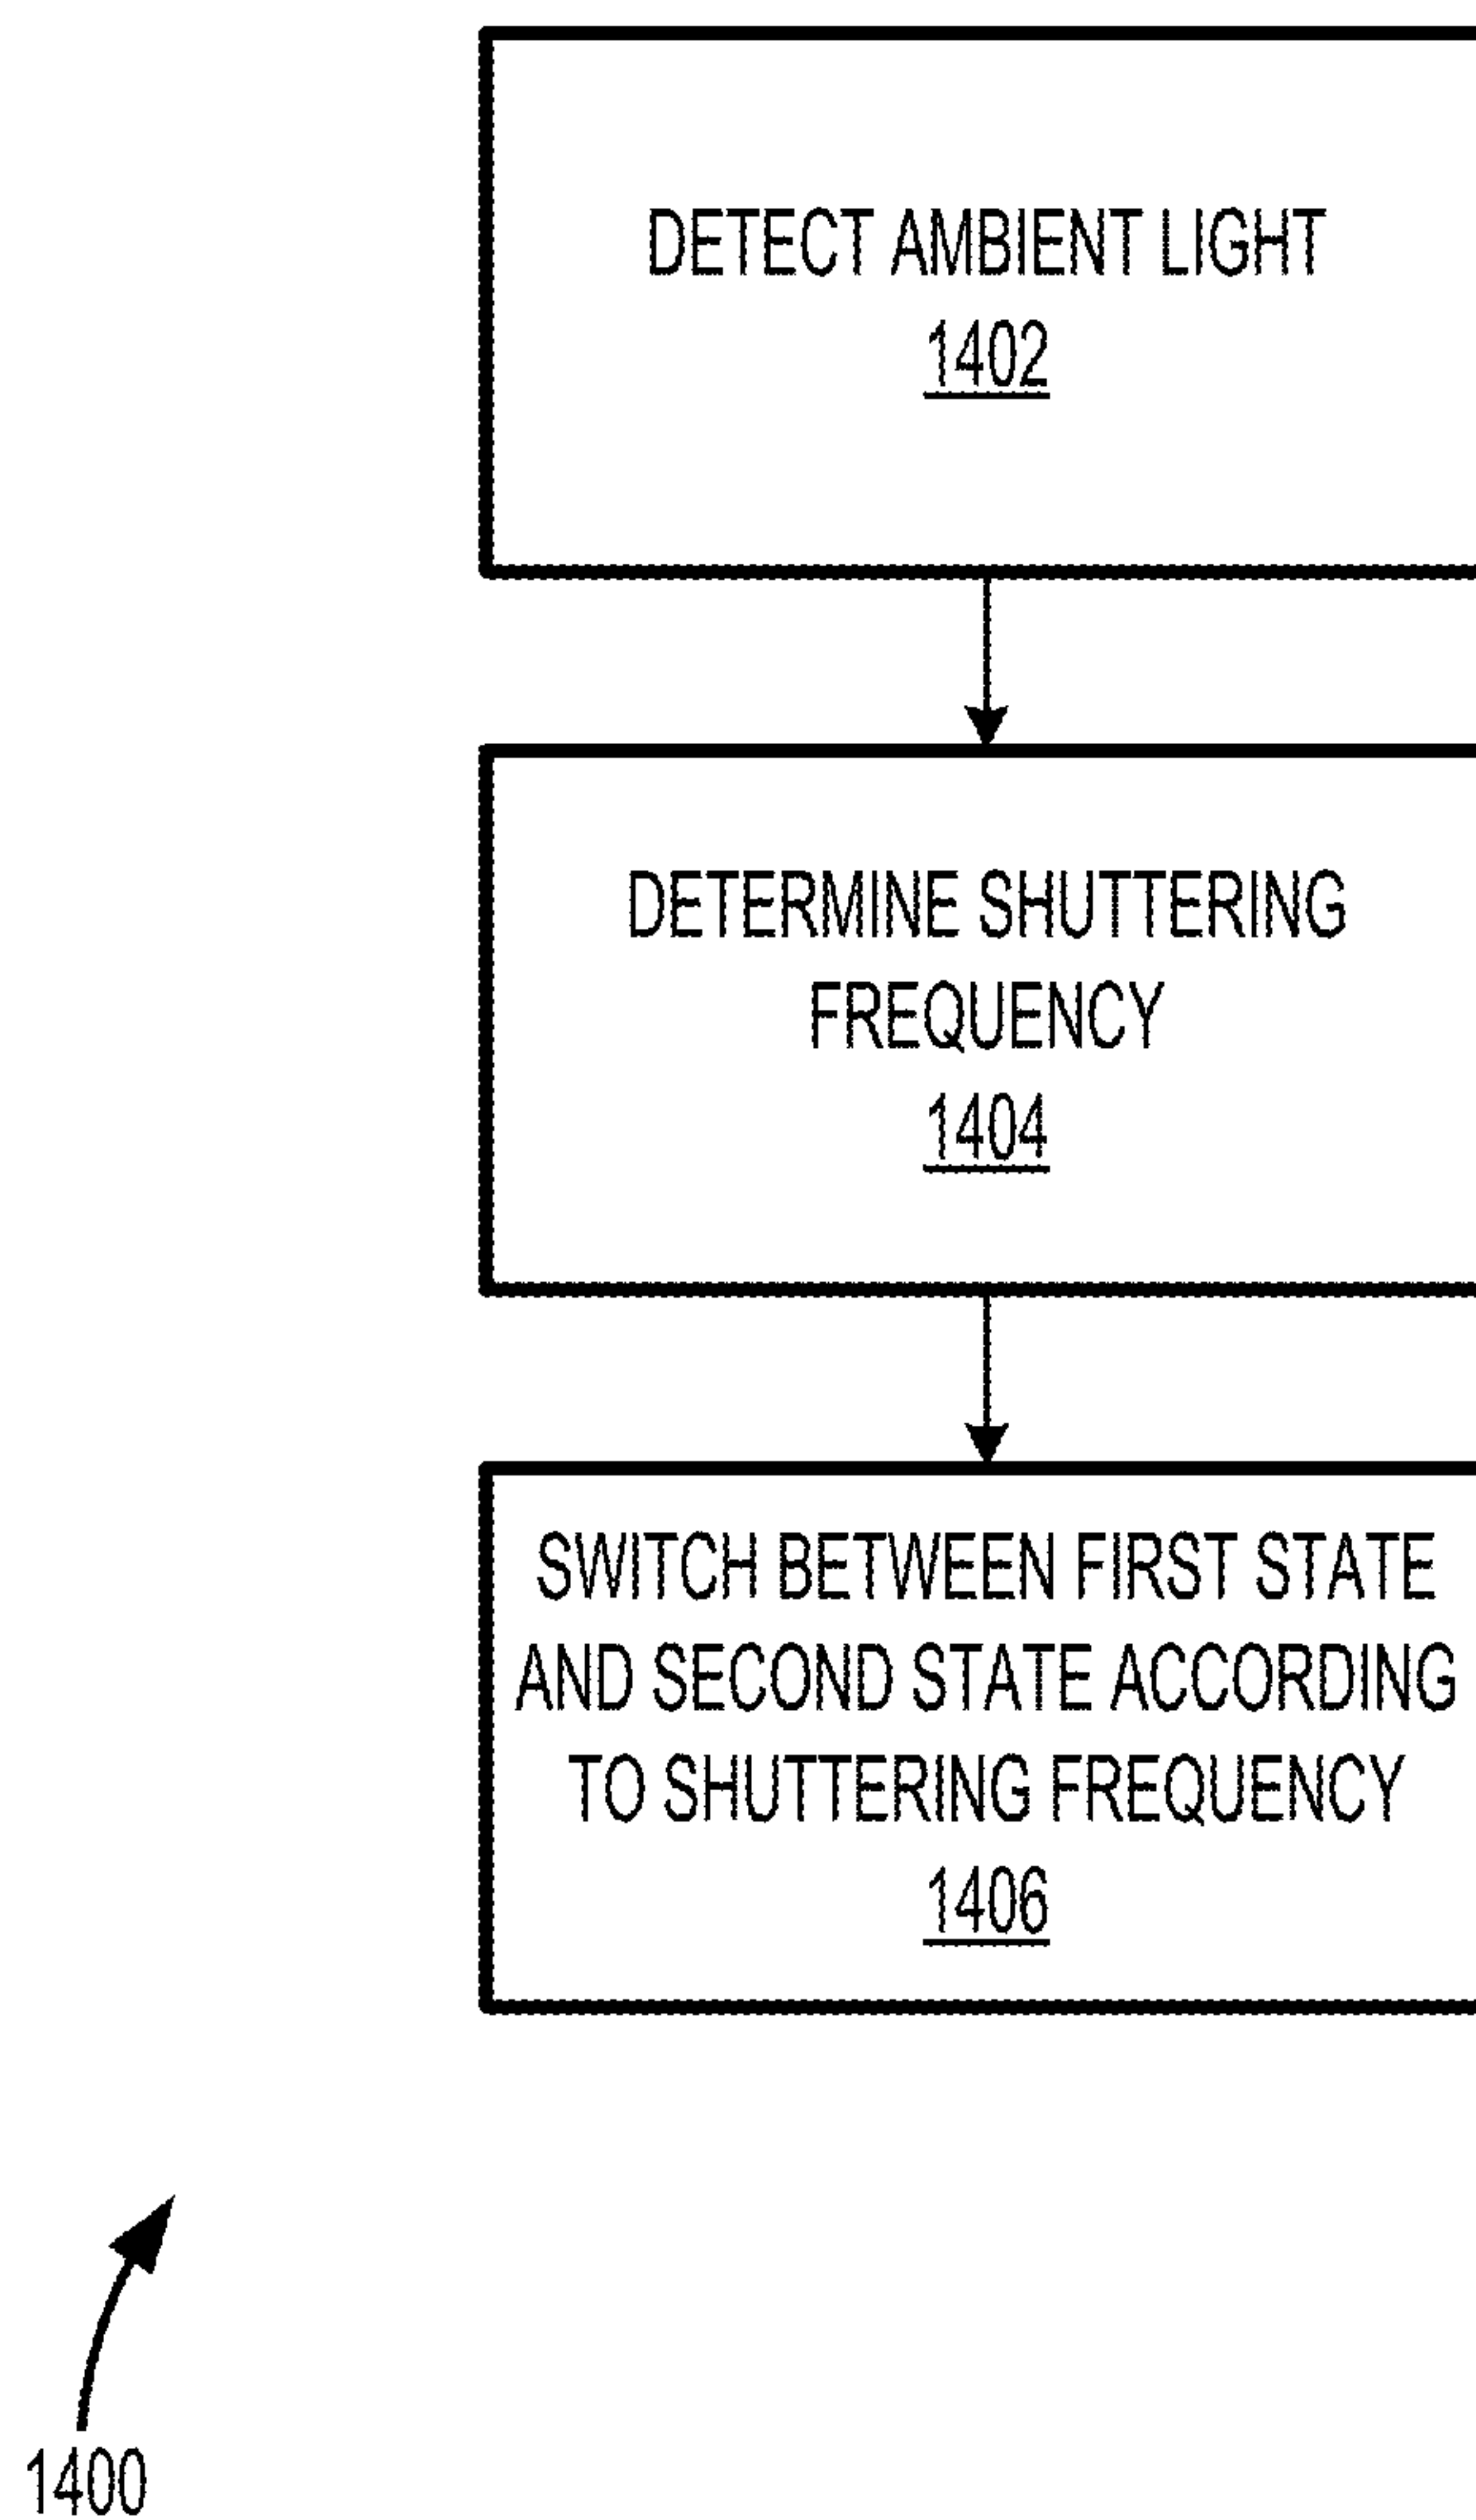 DETECT AMBIENT LIGHT
1402
DETERMINE SHUTTERING
FREQUENCY
1404
SWITCH BETWEEN FIRST STATE
AND SECOND STATE ACCORDING
TO SHUTTERING FREQUENCY
1406
1400